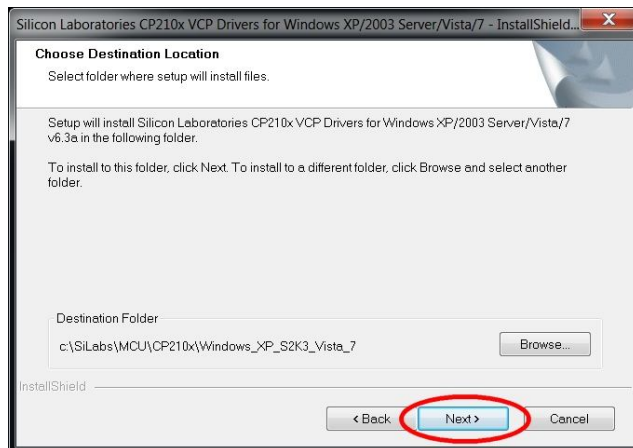 Silicon Laboratories CP210x VCP Drivers for Windows XP/2003 Server/Vista/7 - InstallShield...
Choose Destination Location
Select folder where setup will install files.
Setup will install Silicon Laboratories CP210x VCP Drivers for Windows XP/2003 Server/Vista/7
v6.3a in the following folder.
To install to this folder, click Next. To install to a different folder, click Browse and select another
folder.
Destination Folder
c:\SiLabs\MCU\CP210x\Windows_XP_S2K3_Vista_7
Browse...
InstallShield
< Back
Next >
Cancel